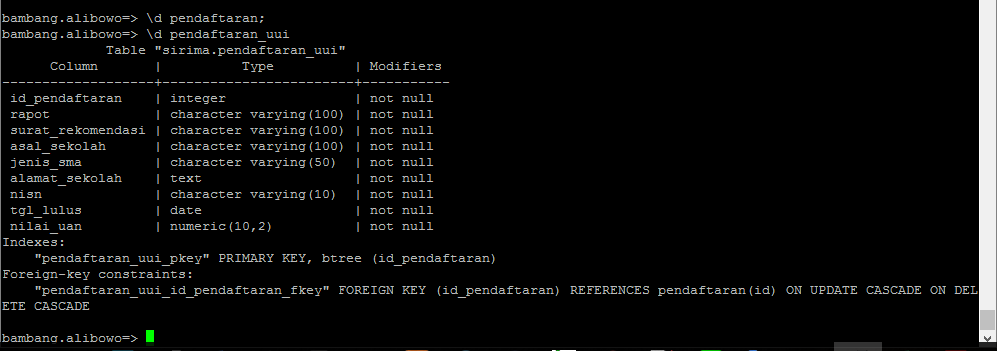 bambang.alibowo=> \d pendaftaran;
bambang.alibowo=> \d pendaftaran_uui
              Table "sirima.pendaftaran_uui"
      Column       |          Type          | Modifiers
-------------------+------------------------+-----------
 id_pendaftaran    | integer                | not null
 rapot             | character varying(100) | not null
 surat_rekomendasi | character varying(100) | not null
 asal_sekolah      | character varying(100) | not null
 jenis_sma         | character varying(50)  | not null
 alamat_sekolah    | text                   | not null
 nisn              | character varying(10)  | not null
 tgl_lulus         | date                   | not null
 nilai_uan         | numeric(10,2)          | not null
Indexes:
    "pendaftaran_uui_pkey" PRIMARY KEY, btree (id_pendaftaran)
Foreign-key constraints:
    "pendaftaran_uui_id_pendaftaran_fkey" FOREIGN KEY (id_pendaftaran) REFERENCES pendaftaran(id) ON UPDATE CASCADE ON DEL
ETE CASCADE
bambang.alibowo=>